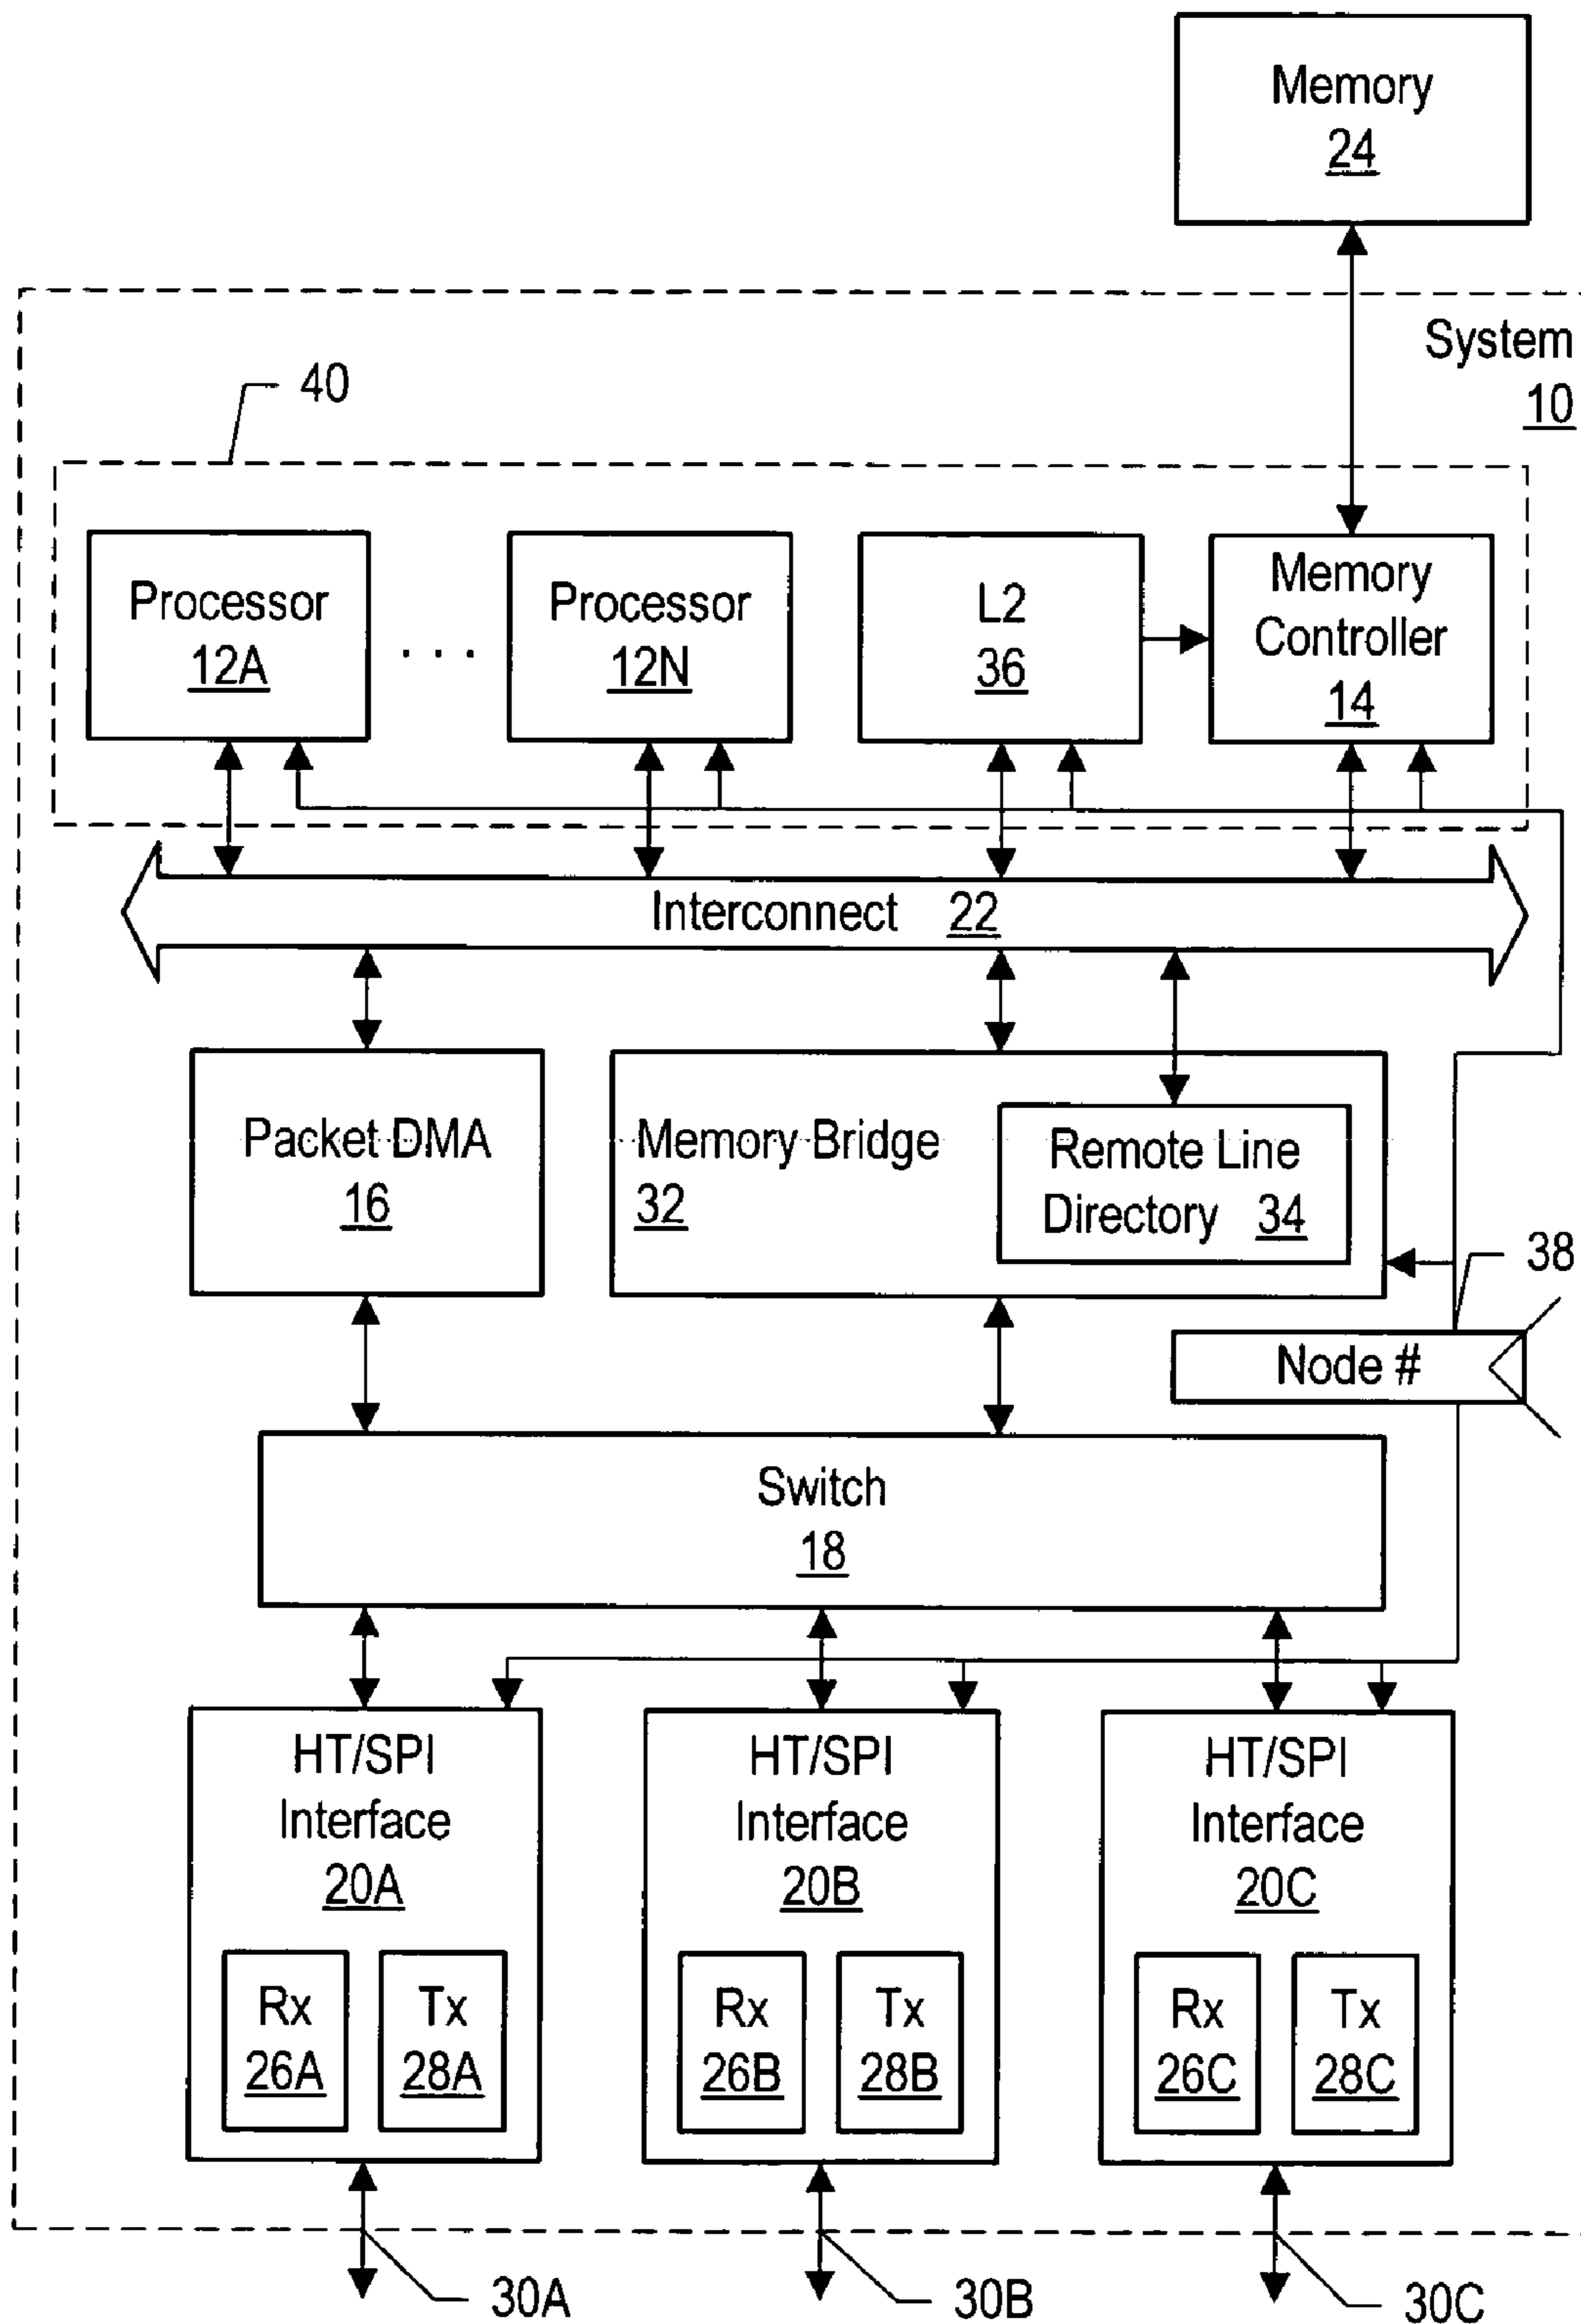 Memory
24
System
10
40
Processor
12A
. . .
Processor
12N
L2
36
Memory
Controller
14
Interconnect 22
Packet DMA
16
Memory Bridge
32
Remote Line
Directory 34
38
Node #
Switch
18
HT/SPI
Interface
20A
Rx
26A
Tx
28A
HT/SPI
Interface
20B
Rx
26B
Tx
28B
HT/SPI
Interface
20C
Rx
26C
Tx
28C
30A
30B
30C